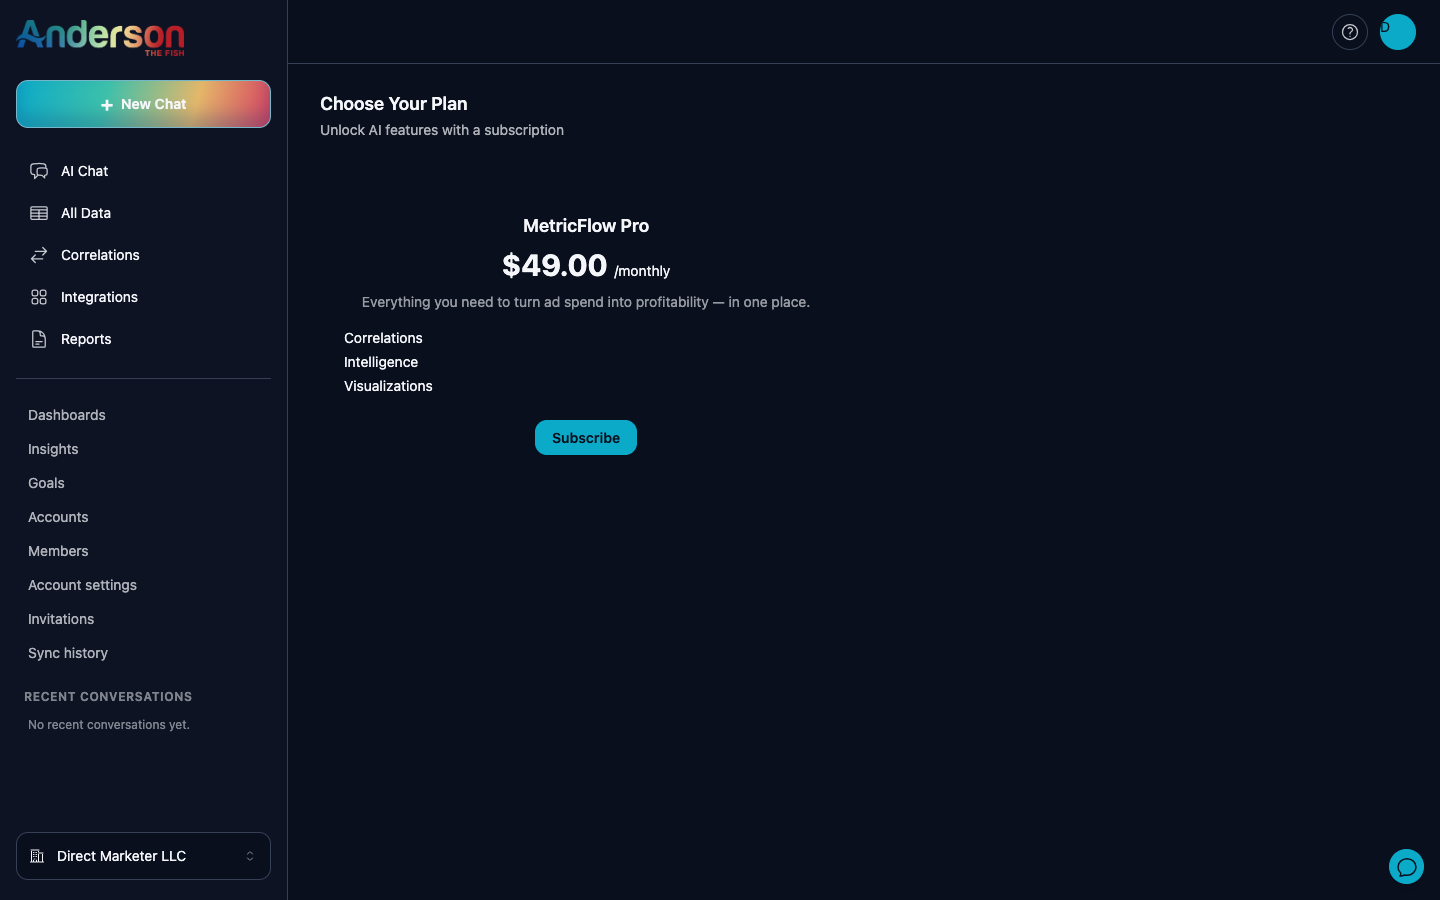 Anderson
THE FISH
+ New Chat
AI Chat
All Data
Correlations
Integrations
Reports
Dashboards
Insights
Goals
Accounts
Members
Account settings
Invitations
Sync history
RECENT CONVERSATIONS
No recent conversations yet.
Direct Marketer LLC
?
D
Choose Your Plan
Unlock AI features with a subscription
MetricFlow Pro
$49.00 /monthly
Everything you need to turn ad spend into profitability — in one place.
Correlations
Intelligence
Visualizations
Subscribe